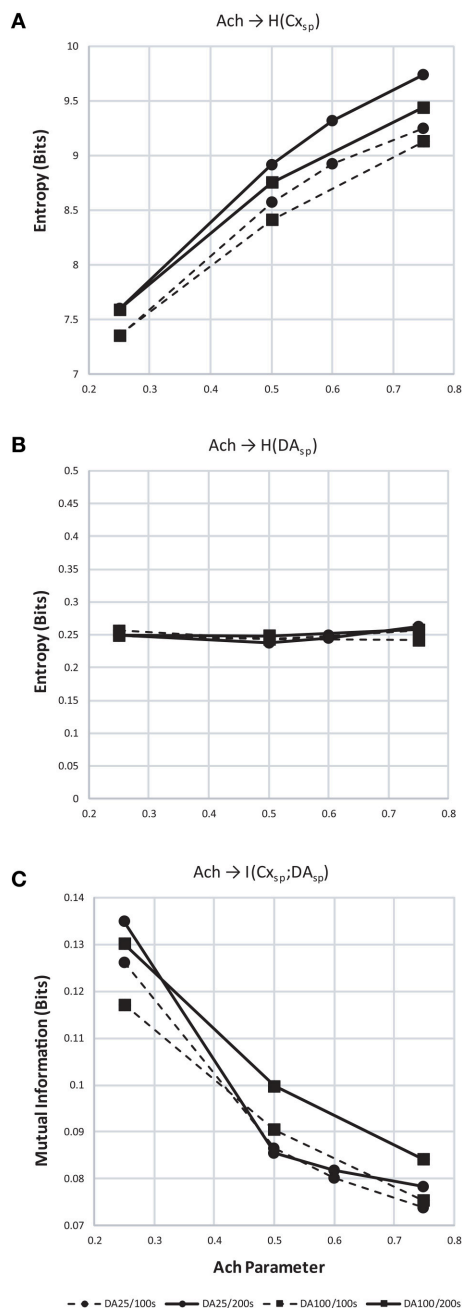 A
Ach → H(Cxsp)
Entropy (Bits)
10
9.5
9
8.5
8
7.5
7
0.2 0.3 0.4 0.5 0.6 0.7 0.8
B
Ach → H(DAsp)
Entropy (Bits)
0.5
0.45
0.4
0.35
0.3
0.25
0.2
0.15
0.1
0.05
0
0.2 0.3 0.4 0.5 0.6 0.7 0.8
C
Ach → I(Cxsp;DAsp)
Mutual Information (Bits)
0.14
0.13
0.12
0.11
0.1
0.09
0.08
0.07
0.2 0.3 0.4 0.5 0.6 0.7 0.8
Ach Parameter
DA25/100s DA25/200s DA100/100s DA100/200s